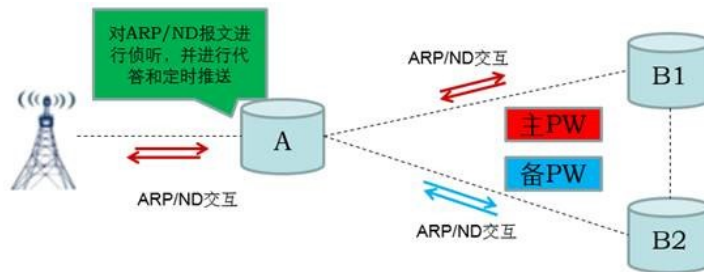 对ARP/ND报文进
行侦听，并进行代
答和定时推送
ARP/ND交互
B1
A
主PW
备PW
ARP/ND交互
ARP/ND交互
B2